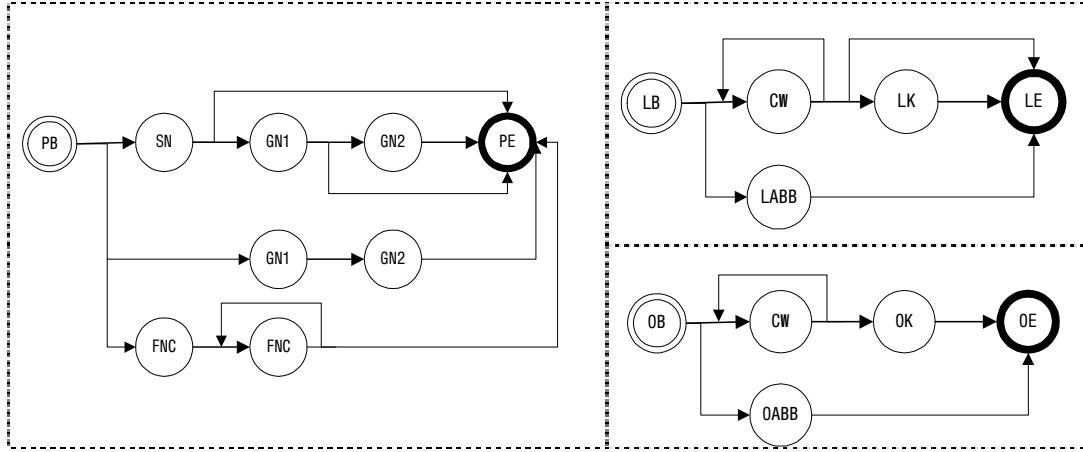 PB SN GN1 GN2 PE
GN1 GN2
FNC FNC
LB CW LK LE
LABB
OB CW OK OE
OABB